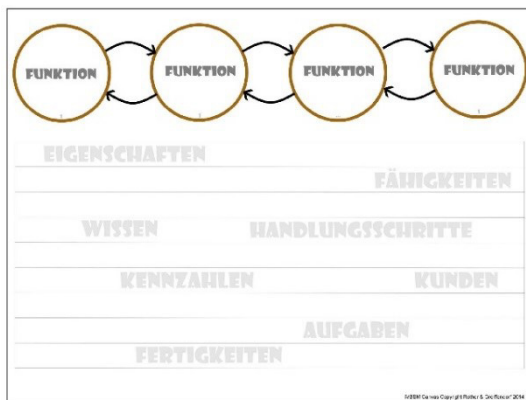 FUNKTION FUNKTION FUNKTION FUNKTION
EIGENSCHAFTEN
FÄHIGKEITEN
WISSEN HANDLUNGSSCHRITTE
KENNZAHLEN KUNDEN
AUFGABEN
FERTIGKEITEN